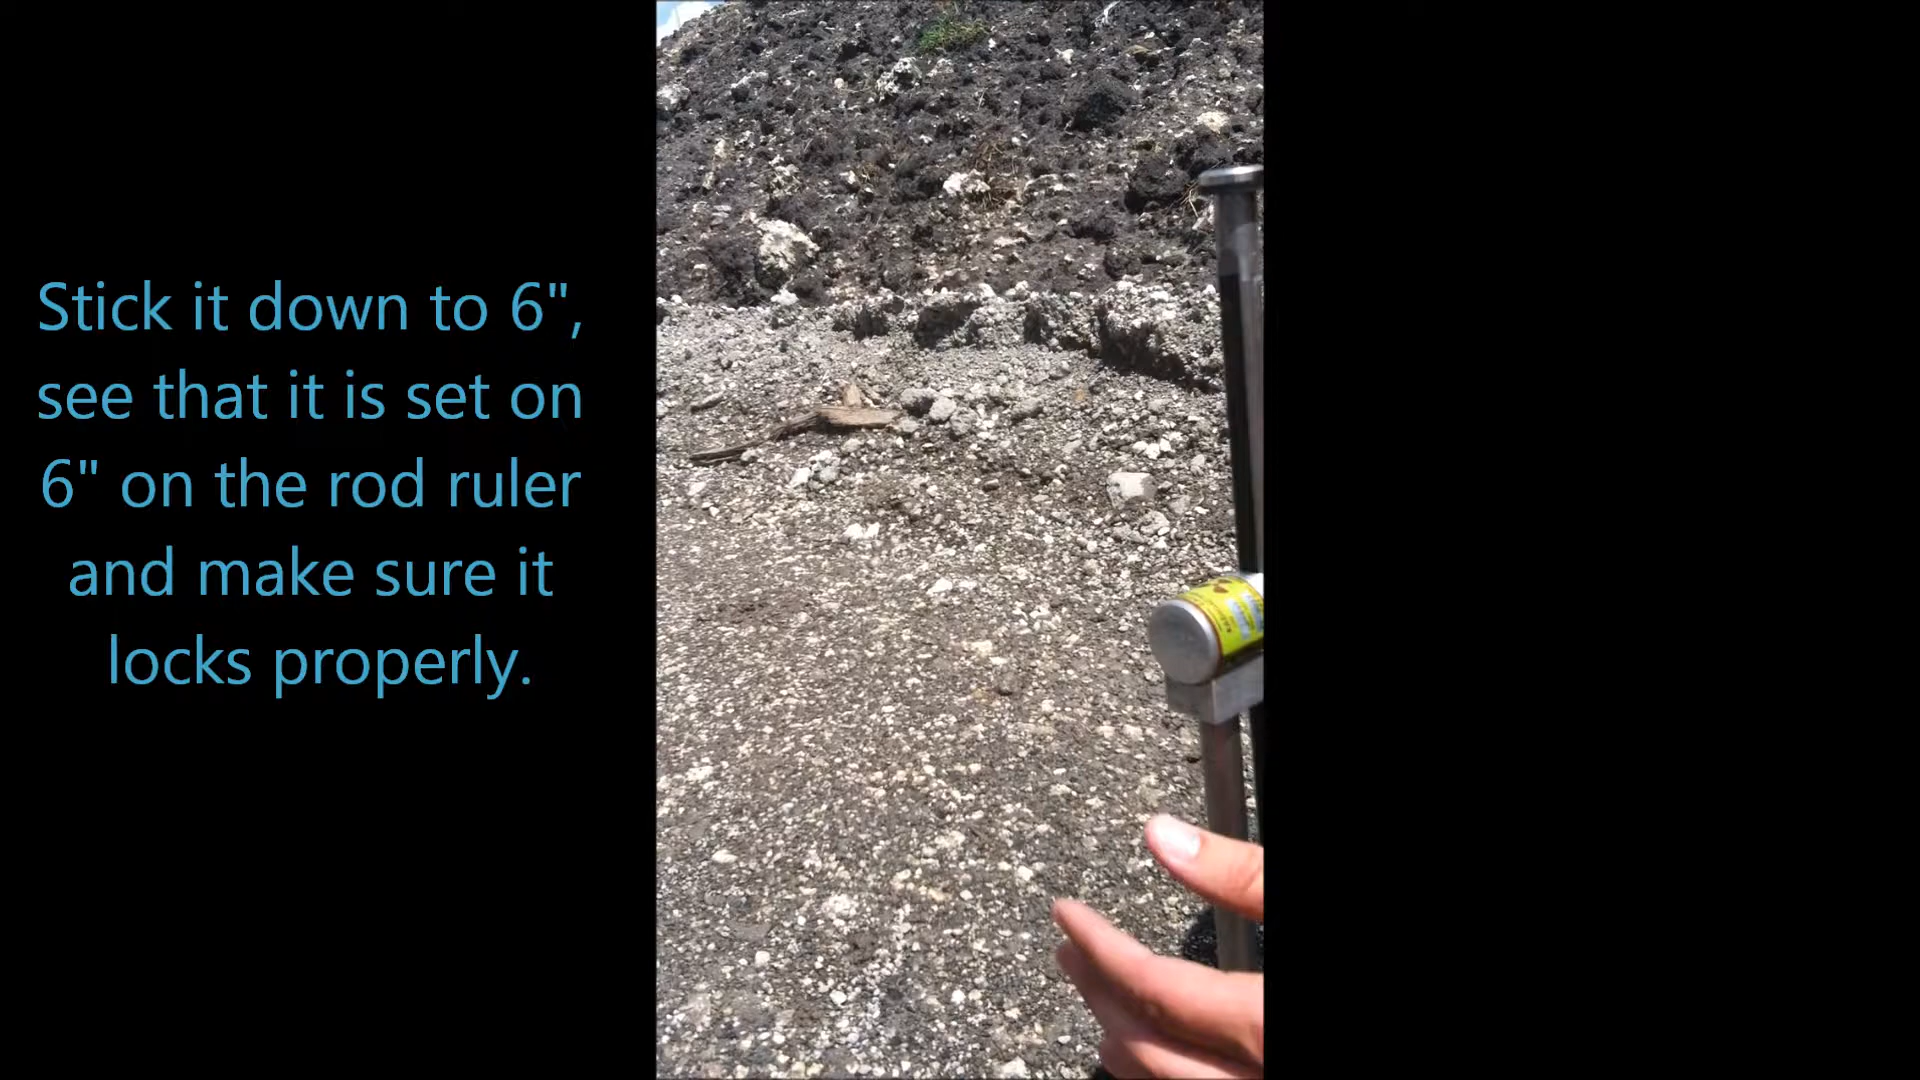 Stick it down to 6",
see that it is set on
6" on the rod ruler
and make sure it
locks properly.